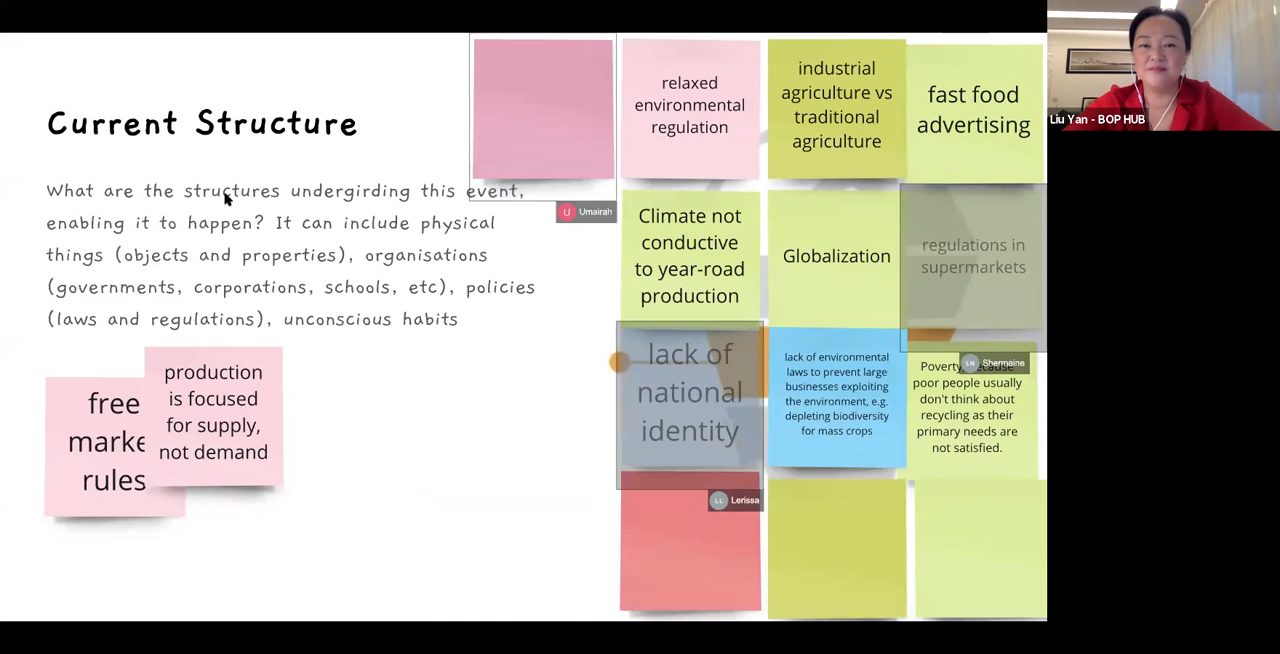 Current Structure
What are the structures undergirding this event,
enabling it to happen? It can include physical
things (objects and properties), organisations
(governments, corporations, schools, etc), policies
(laws and regulations), unconscious habits
free
marke
rules
production
is focused
for supply,
not demand
U Umairah
relaxed
environmental
regulation
industrial
agriculture vs
traditional
agriculture
fast food
advertising
Climate not
conductive
to year-road
production
Globalization
regulations in
supermarkets
SN Shermaine
lack of
national
identity
LL Lerissa
lack of environmental
laws to prevent large
businesses exploiting
the environment, e.g.
depleting biodiversity
for mass crops
Poverty, because
poor people usually
don't think about
recycling as their
primary needs are
not satisfied.
Liu Yan - BOP HUB